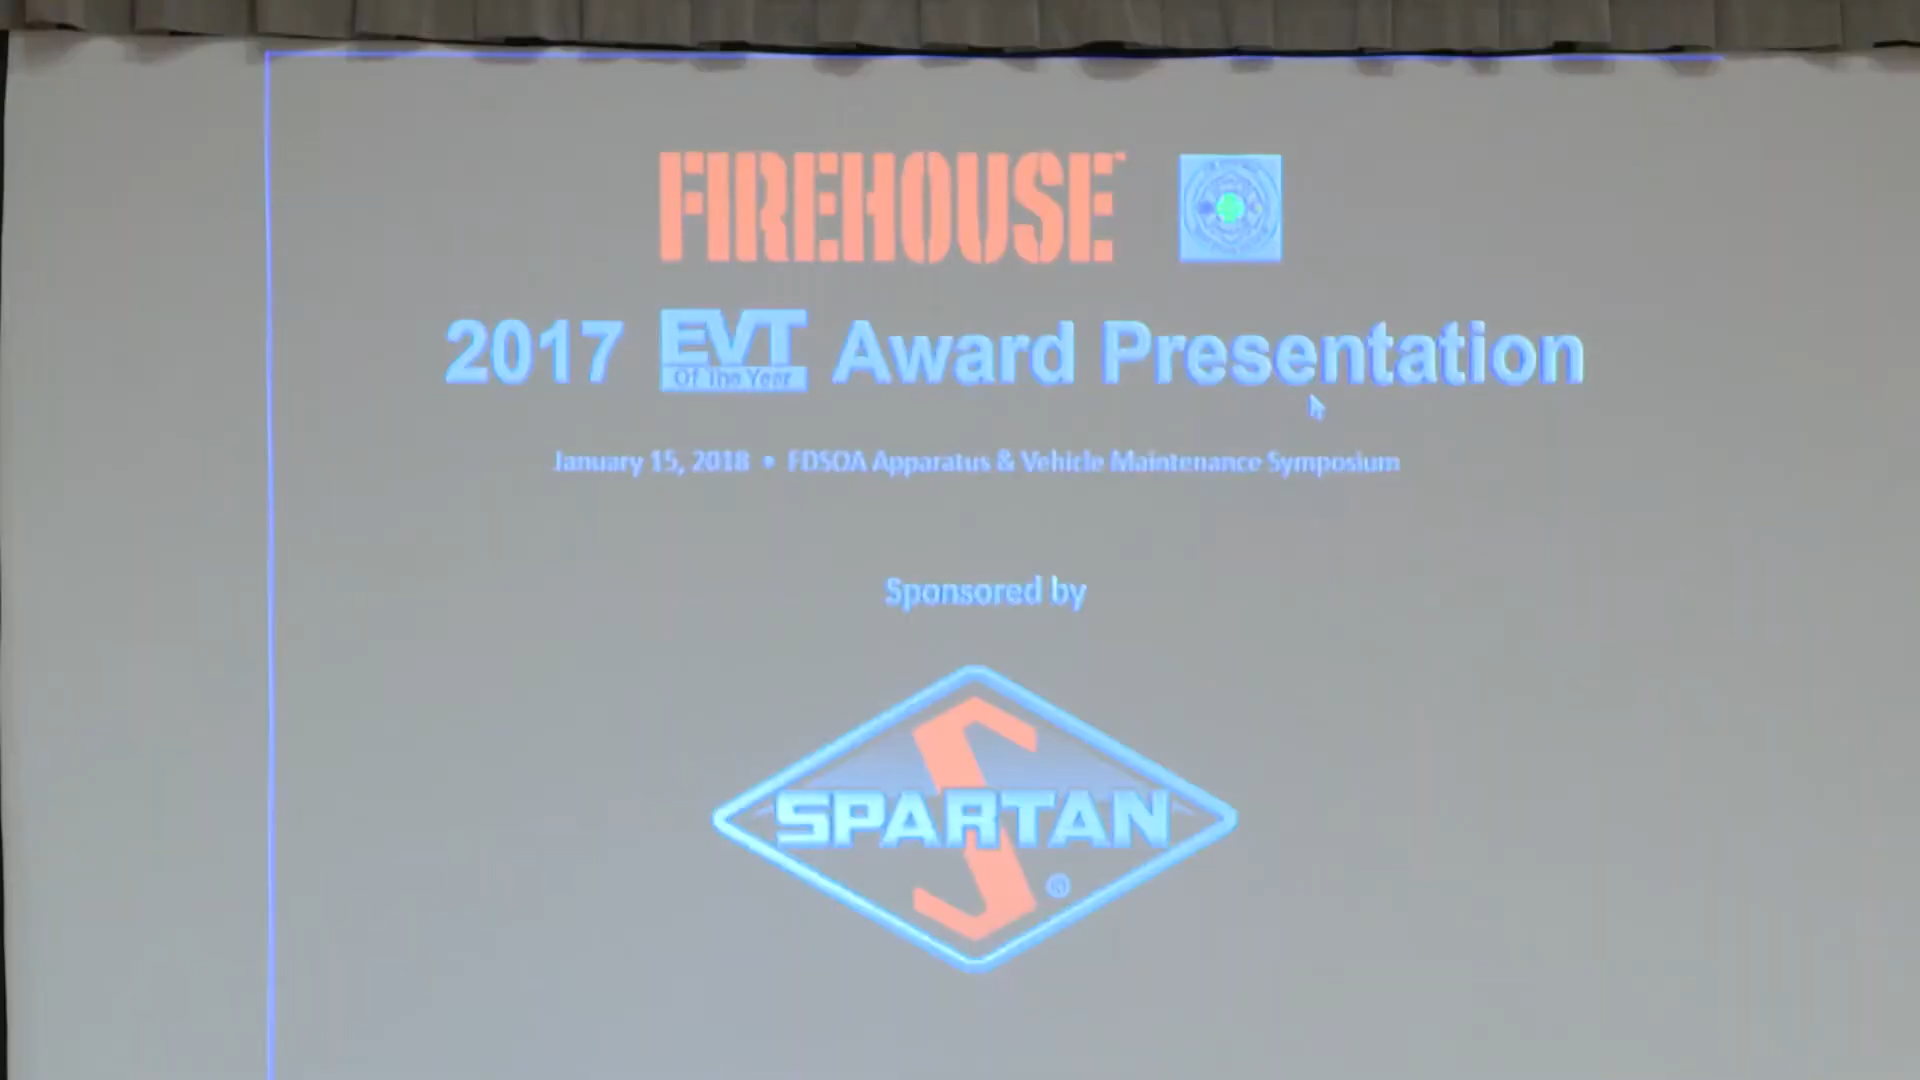 FIREHOUSE
2017 EVT Of The Year Award Presentation
January 15, 2018 • FDSOA Apparatus & Vehicle Maintenance Symposium
Sponsored by
SPARTAN
®